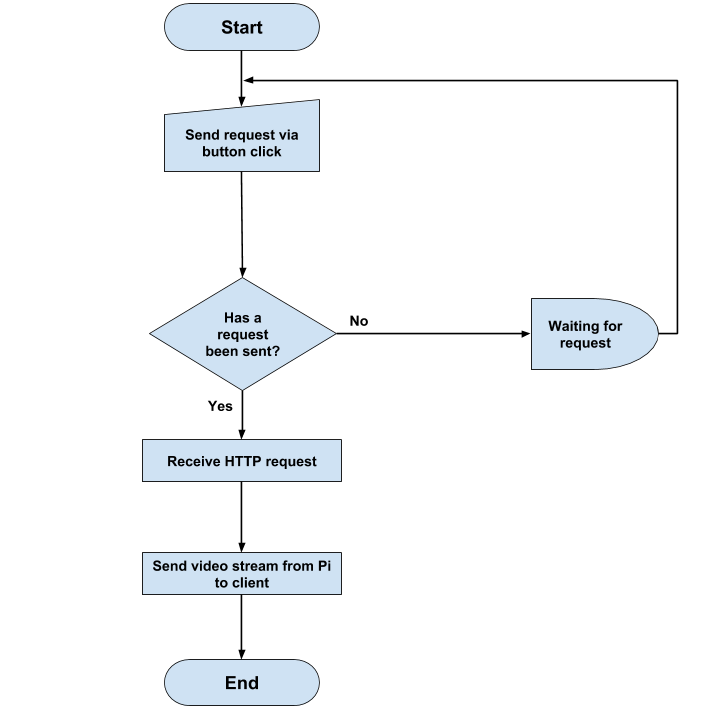 Start
Send request via
button click
Has a
request
been sent?
No
Waiting for
request
Yes
Receive HTTP request
Send video stream from Pi
to client
End